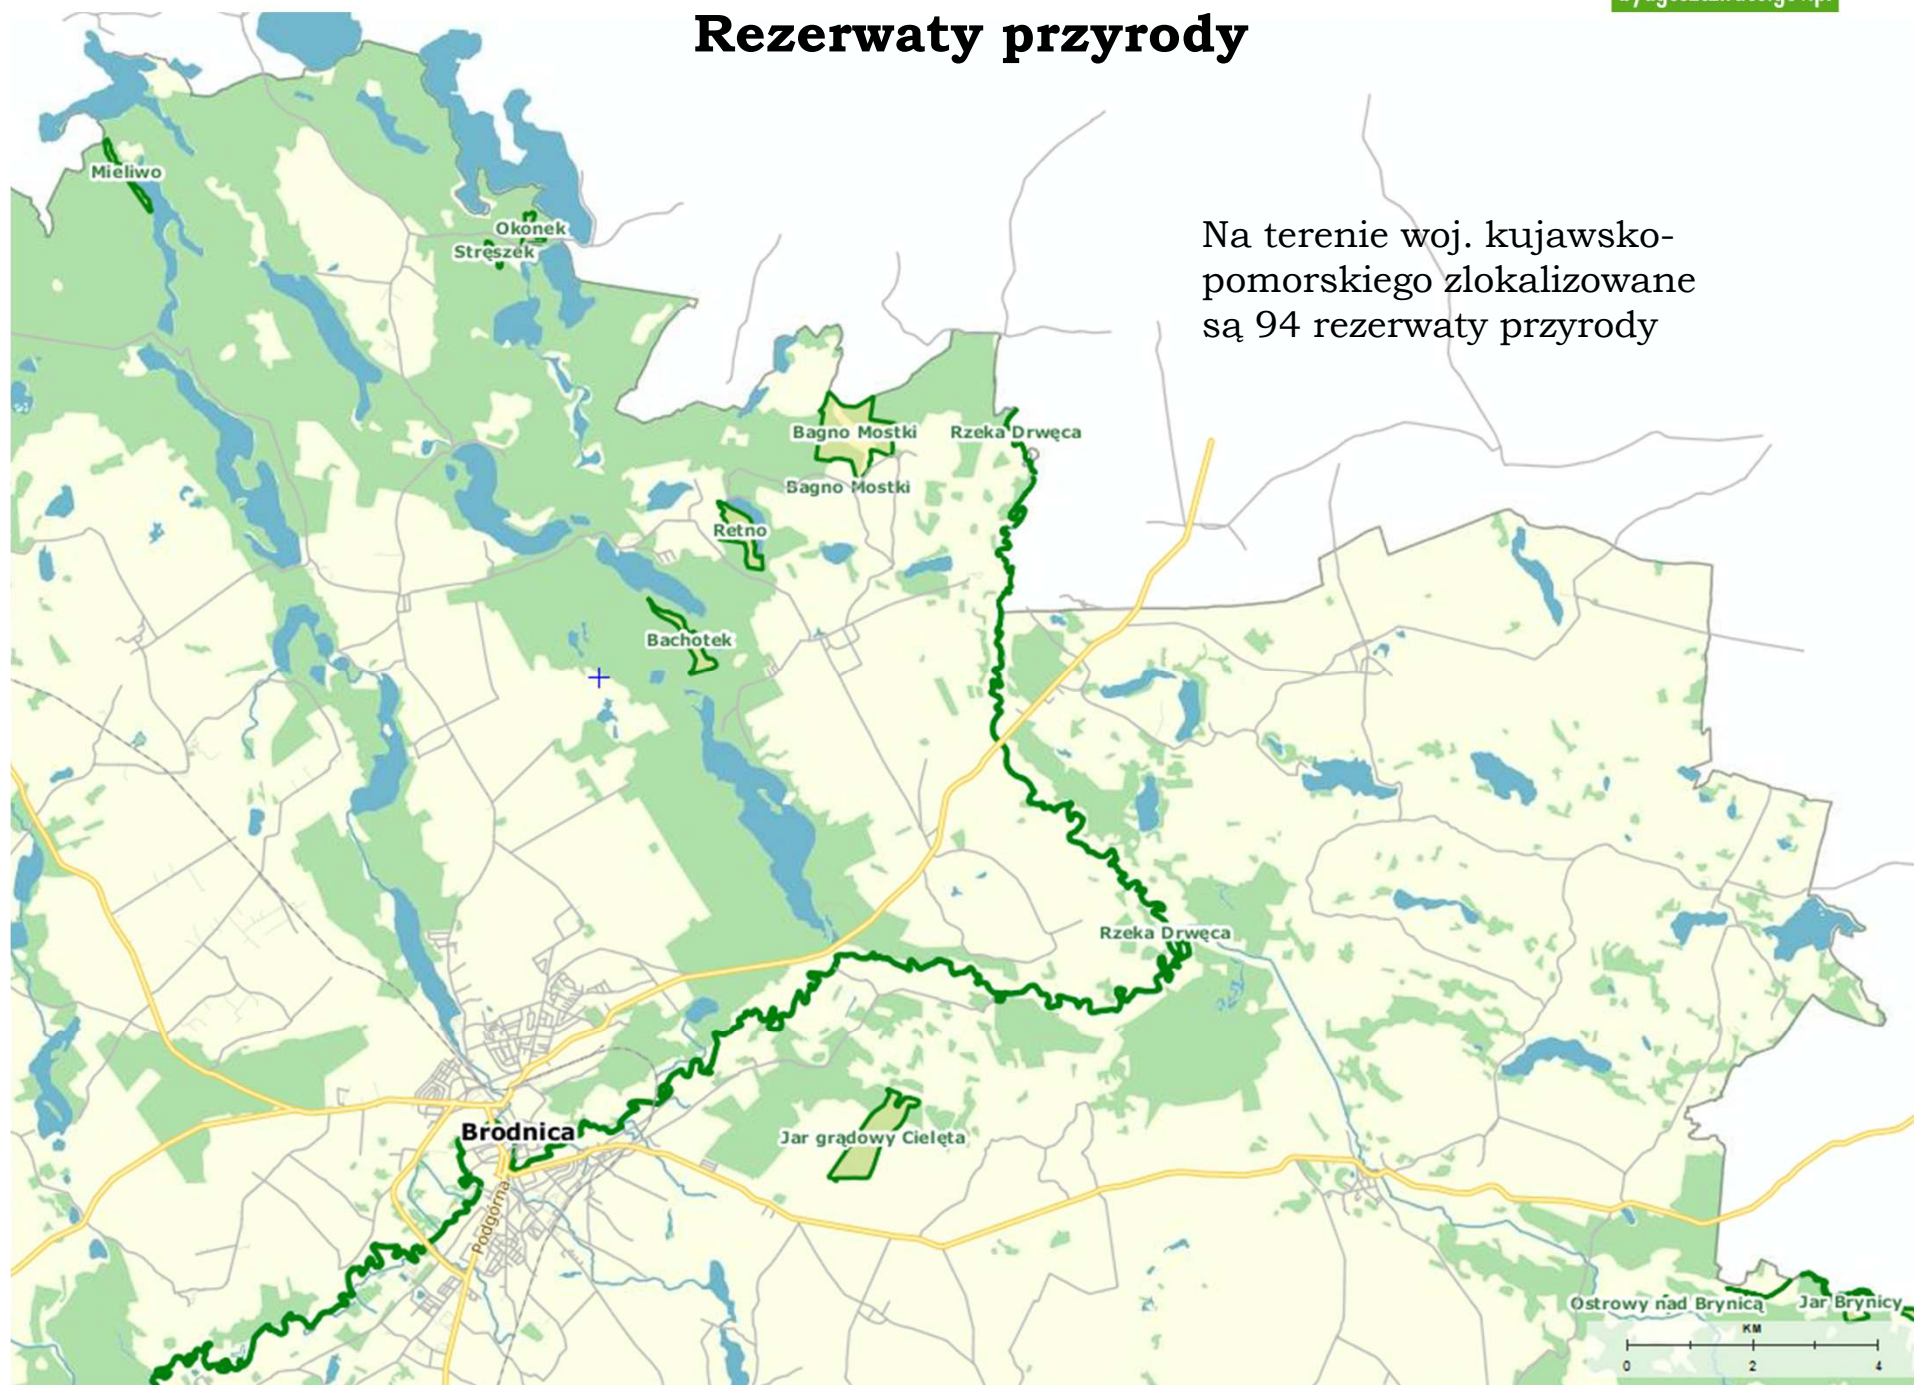 Rezerwaty przyrody
Mieliwo
Okonek
Stręszek
Na terenie woj. kujawsko-
pomorskiego zlokalizowane
są 94 rezerwaty przyrody
Bagno Mostki
Rzeka Drwęca
Bagno Mostki
Retno
Bachotek
Rzeka Drwęca
Brodnica
Jar grądowy Cielęta
Podgórna
Ostrowy nad Brynicą
Jar Brynicy
KM
0 2 4